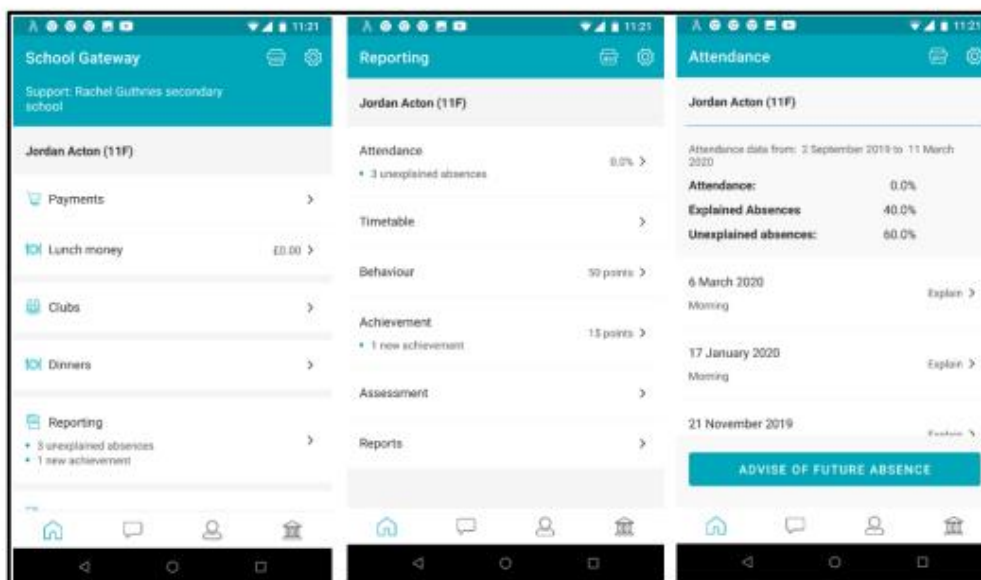 11:21
School Gateway
Support: Rachel Guthries secondary
school
Jordan Acton (11F)
Payments
Lunch money £0.00
Clubs
Dinners
Reporting
3 unexplained absences
1 new achievement
11:21
Reporting
Jordan Acton (11F)
Attendance 0.0%
3 unexplained absences
Timetable
Behaviour 50 points
Achievement 15 points
1 new achievement
Assessment
Reports
11:21
Attendance
Jordan Acton (11F)
Attendance data from: 2 September 2019 to 11 March
2020
Attendance: 0.0%
Explained Absences 40.0%
Unexplained absences: 60.0%
6 March 2020
Explain
Morning
17 January 2020
Explain
Morning
21 November 2019
ADVISE OF FUTURE ABSENCE